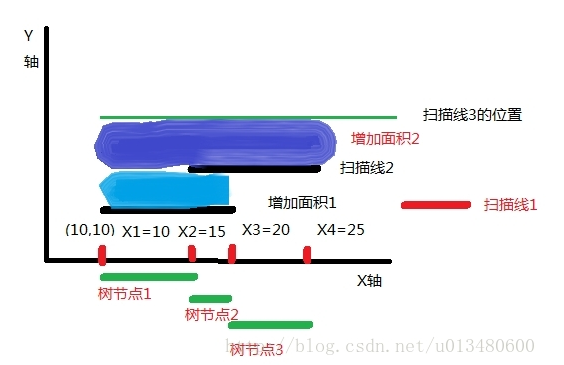 Y
轴
扫描线3的位置
增加面积2
扫描线2
增加面积1
扫描线1
(10,10) X1=10 X2=15 X3=20 X4=25
X轴
树节点1
树节点2
树节点3
http://blog.csdn.net/u013480600